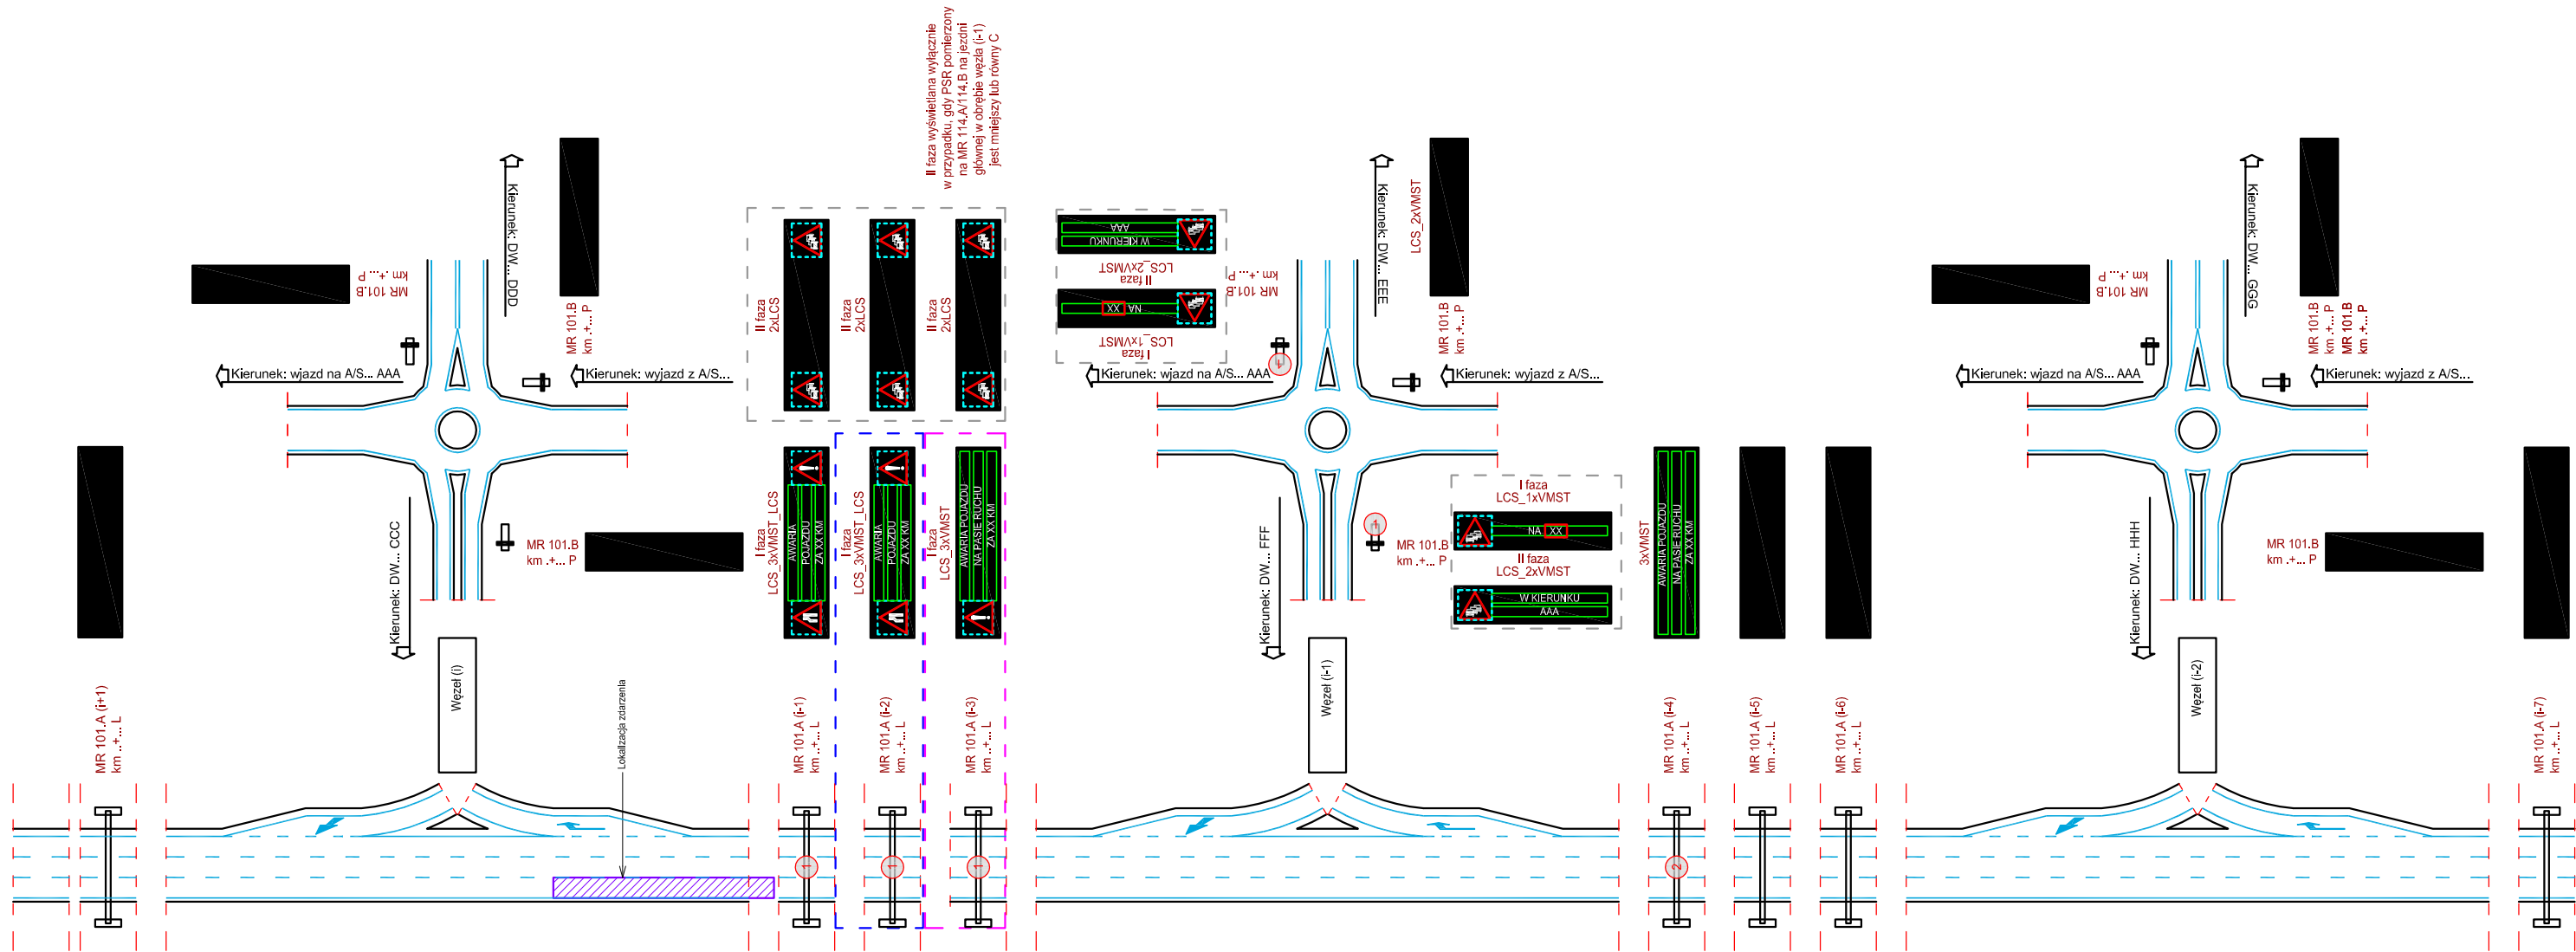 II faza wyświetlana wyłącznie
w przypadku, gdy PSR pomierzony
na MR 114.A/114.B na jezdni
głównej w obrębie węzła (i-1)
jest mniejszy lub równy C
MR 101.B
km .+... P
Kierunek: DW... DDD
MR 101.B
km .+... P
Kierunek: wjazd na A/S... AAA
Kierunek: wyjazd z A/S...
Kierunek: DW... CCC
MR 101.B
km .+... P
II faza
2xLCS
II faza
2xLCS
II faza
2xLCS
I faza
LCS_3xVMST_LCS
AWARIA
POJAZDU
ZA XX KM
I faza
LCS_3xVMST_LCS
AWARIA
POJAZDU
ZA XX KM
I faza
LCS_3xVMST
AWARIA POJAZDU
NA PASIE RUCHU
ZA XX KM
W KIERUNKU
AAA
II faza
LCS_2xVMST
NA XX
I faza
LCS_1xVMST
MR 101.B
km .+... P
Kierunek: DW... EEE
LCS_2xVMST
MR 101.B
km .+... P
Kierunek: wjazd na A/S... AAA
Kierunek: wyjazd z A/S...
4
4
Kierunek: DW... FFF
MR 101.B
km .+... P
I faza
LCS_1xVMST
NA XX
II faza
LCS_2xVMST
W KIERUNKU
AAA
3xVMST
AWARIA POJAZDU
NA PASIE RUCHU
ZA XX KM
MR 101.B
km .+... P
Kierunek: DW... GGG
MR 101.B
km .+... P
MR 101.B
km .+... P
Kierunek: wjazd na A/S... AAA
Kierunek: wyjazd z A/S...
Kierunek: DW... HHH
MR 101.B
km .+... P
MR 101.A (i+1)
km ..+... L
Węzeł (i)
Lokalizacja zdarzenia
MR 101.A (i-1)
km ..+... L
MR 101.A (i-2)
km ..+... L
MR 101.A (i-3)
km ..+... L
Węzeł (i-1)
MR 101.A (i-4)
km ..+... L
MR 101.A (i-5)
km ..+... L
MR 101.A (i-6)
km ..+... L
Węzeł (i-2)
MR 101.A (i-7)
km ..+... L
1
1
1
2